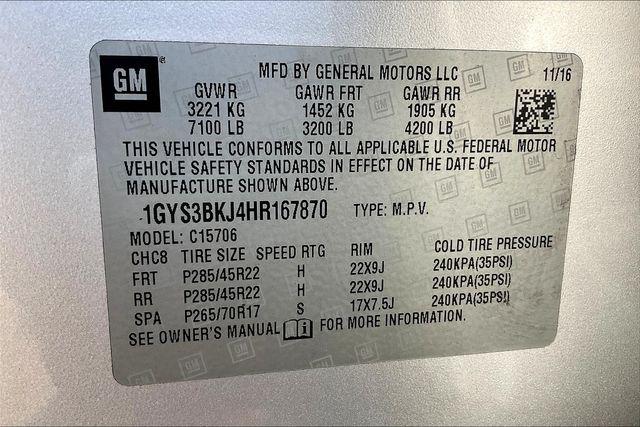 GM
MFD BY GENERAL MOTORS LLC 11/16
GVWR GAWR FRT GAWR RR
3221 KG 1452 KG 1905 KG
7100 LB 3200 LB 4200 LB
THIS VEHICLE CONFORMS TO ALL APPLICABLE U.S. FEDERAL MOTOR
VEHICLE SAFETY STANDARDS IN EFFECT ON THE DATE OF
MANUFACTURE SHOWN ABOVE.
1GYS3BKJ4HR167870 TYPE: M.P.V.
MODEL: C15706
CHC8 TIRE SIZE SPEED RTG RIM COLD TIRE PRESSURE
FRT P285/45R22 H 22X9J 240KPA(35PSI)
RR P285/45R22 H 22X9J 240KPA(35PSI)
SPA P265/70R17 S 17X7.5J 240KPA(35PSI)
SEE OWNER'S MANUAL i FOR MORE INFORMATION.